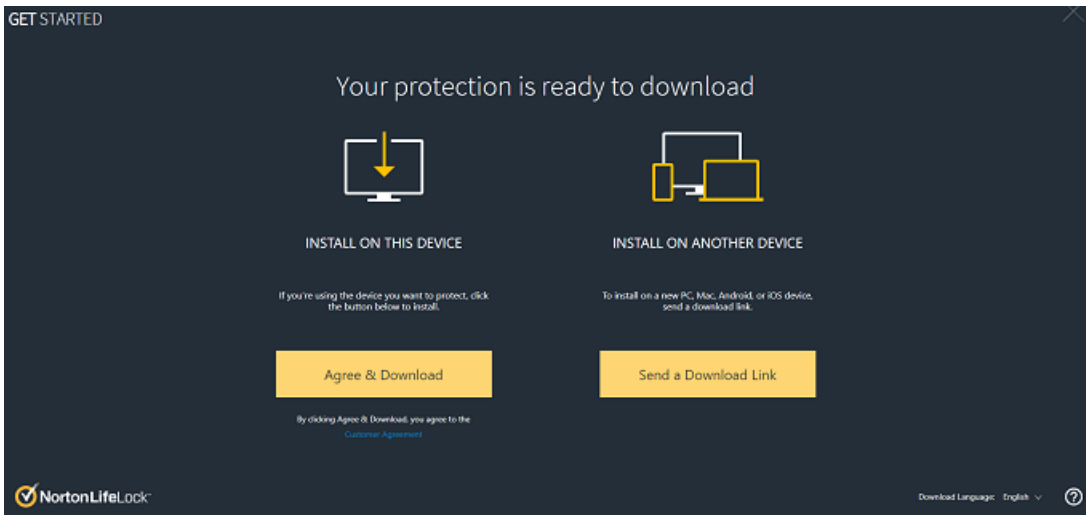 GET STARTED
Your protection is ready to download
INSTALL ON THIS DEVICE
If you're using the device you want to protect, click
the button below to install.
Agree & Download
By clicking Agree & Download, you agree to the
Customer Agreement
INSTALL ON ANOTHER DEVICE
To install on a new PC, Mac, Android, or iOS device,
send a download link.
Send a Download Link
NortonLifeLock
Download Language: English
?